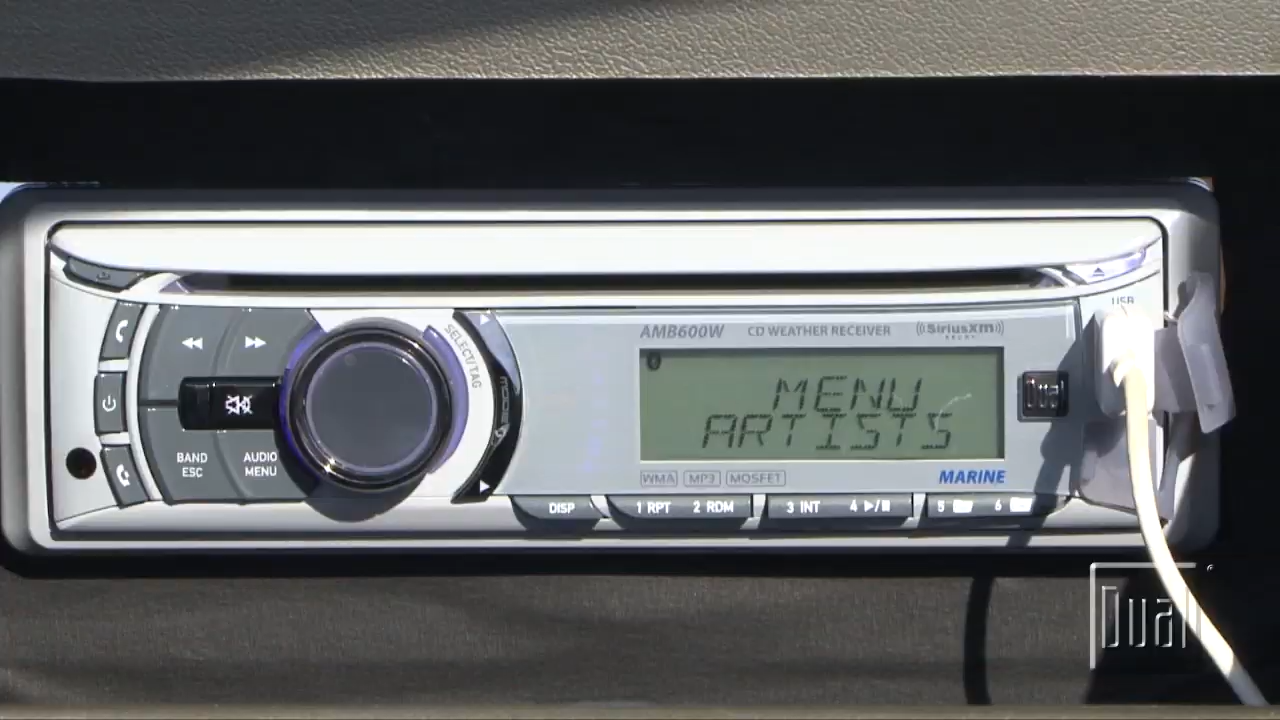 USB
AMB600W CD WEATHER RECEIVER ((SiriusXm))
READY
SELECT/TAG
MENU
ARTISTS
Dual
BAND
ESC
AUDIO
MENU
WMA MP3 MOSFET MARINE
DISP 1 RPT 2 RDM 3 INT 4 5 6
Dual